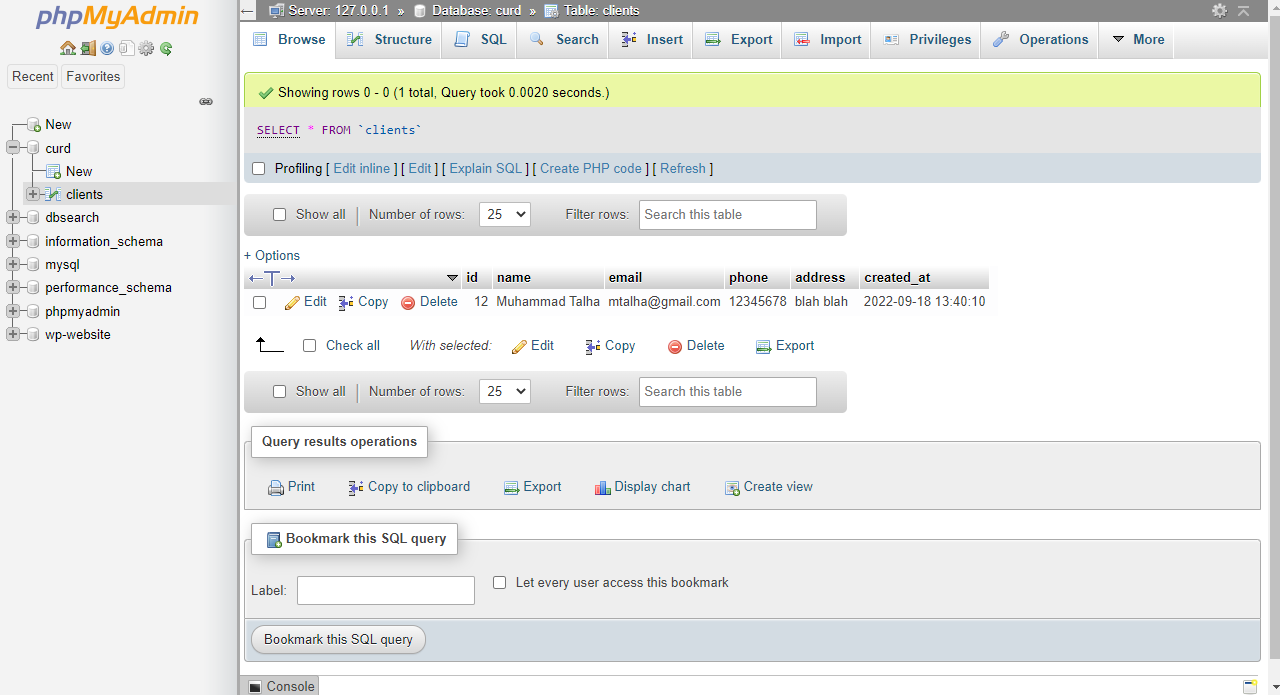 phpMyAdmin
Recent Favorites
New
curd
New
clients
dbsearch
information_schema
mysql
performance_schema
phpmyadmin
wp-website
Server: 127.0.0.1 » Database: curd » Table: clients
Browse Structure SQL Search Insert Export Import Privileges Operations More
Showing rows 0 - 0 (1 total, Query took 0.0020 seconds.)
SELECT * FROM `clients`
Profiling [ Edit inline ] [ Edit ] [ Explain SQL ] [ Create PHP code ] [ Refresh ]
Show all Number of rows: 25 Filter rows: Search this table
+ Options
←T→ id name email phone address created_at
Edit Copy Delete 12 Muhammad Talha mtalha@gmail.com 12345678 blah blah 2022-09-18 13:40:10
Check all With selected: Edit Copy Delete Export
Show all Number of rows: 25 Filter rows: Search this table
Query results operations
Print Copy to clipboard Export Display chart Create view
Bookmark this SQL query
Label: Let every user access this bookmark
Bookmark this SQL query
Console